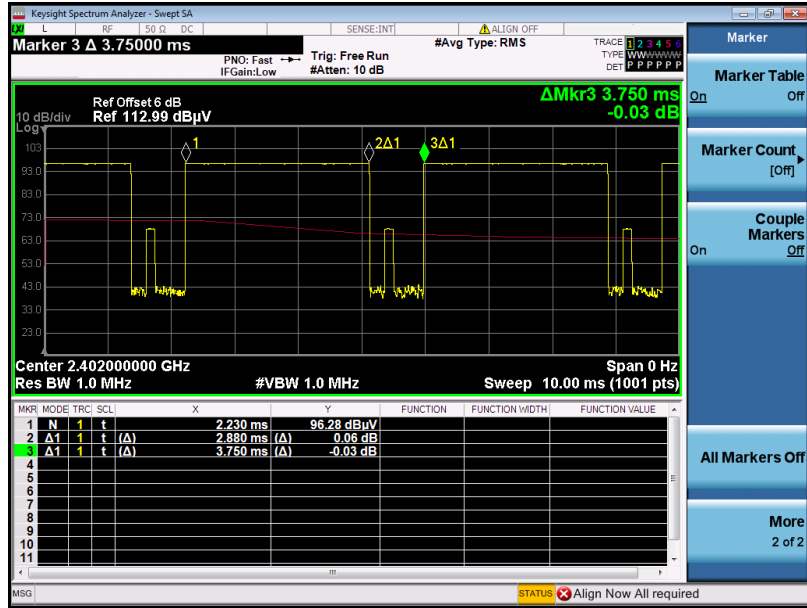 Keysight Spectrum Analyzer - Swept SA
LXI L RF 50 Ω DC SENSE:INT ALIGN OFF
Marker 3 Δ 3.75000 ms
#Avg Type: RMS
PNO: Fast
IFGain:Low
Trig: Free Run
#Atten: 10 dB
TRACE 1 2 3 4 5 6
TYPE WWWWWW
DET P P P P P P
Marker
Marker Table
On Off
Marker Count
[Off]
Couple Markers
On Off
All Markers Off
More
2 of 2
ΔMkr3 3.750 ms
-0.03 dB
Ref Offset 6 dB
10 dB/div Ref 112.99 dBµV
Log
1
2Δ1
3Δ1
103
93.0
83.0
73.0
63.0
53.0
43.0
33.0
23.0
Center 2.402000000 GHz Span 0 Hz
Res BW 1.0 MHz #VBW 1.0 MHz Sweep 10.00 ms (1001 pts)
MKR MODE TRC SCL X Y FUNCTION FUNCTION WIDTH FUNCTION VALUE
1 N 1 t 2.230 ms 96.28 dBµV
2 Δ1 1 t (Δ) 2.880 ms (Δ) 0.06 dB
3 Δ1 1 t (Δ) 3.750 ms (Δ) -0.03 dB
4
5
6
7
8
9
10
11
MSG STATUS Align Now All required